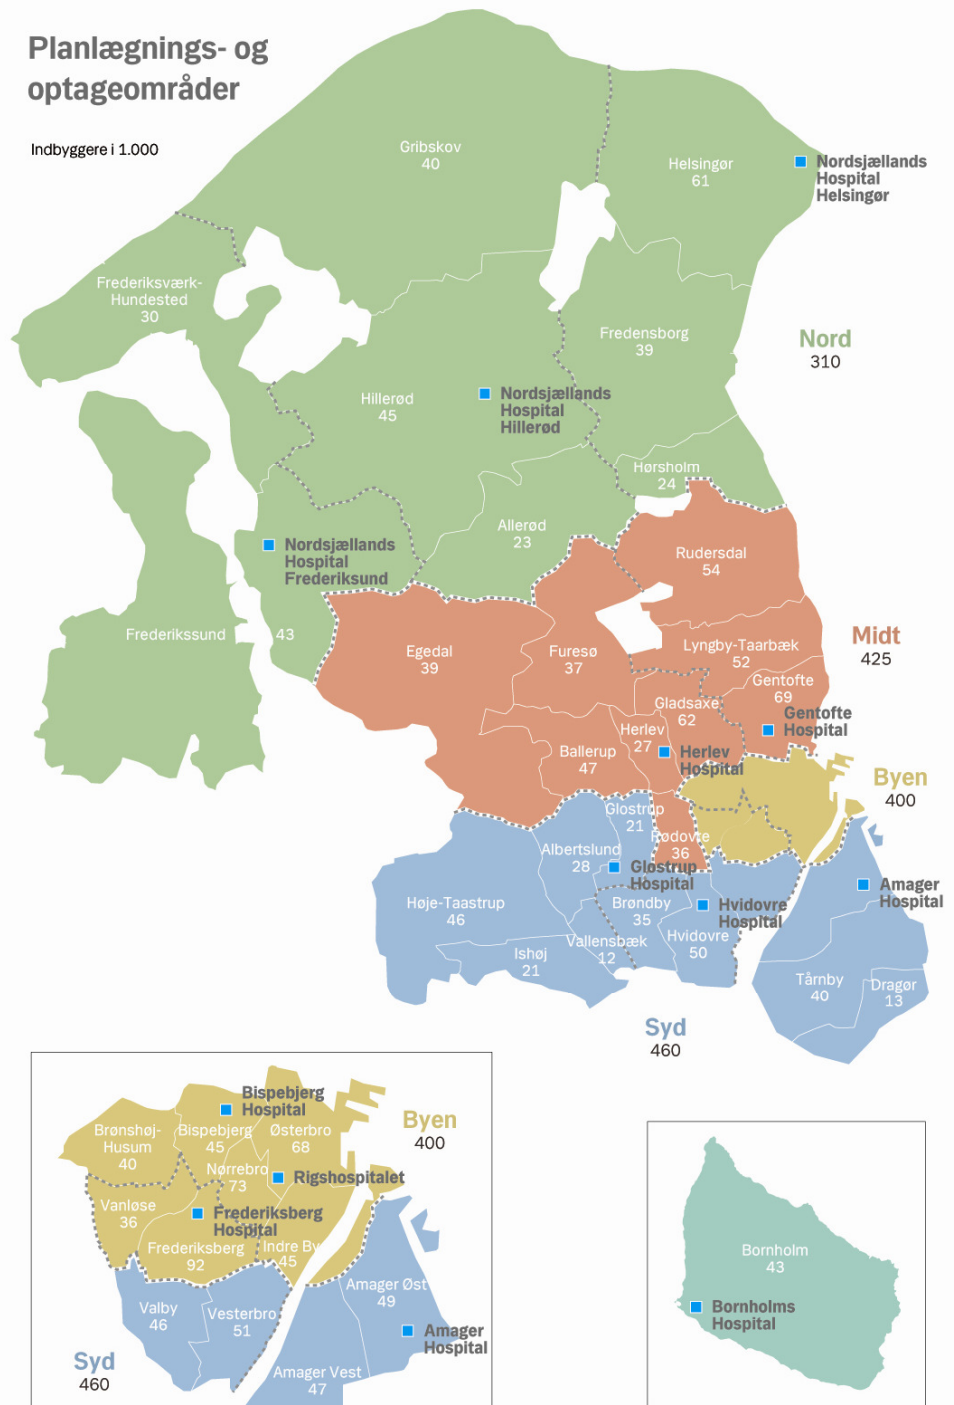 Planlægnings- og
optageområder
Indbyggere i 1.000
Gribskov
40
Helsingør
61
Nordsjællands
Hospital
Helsingør
Frederiksværk-
Hundested
30
Fredensborg
39
Nord
310
Hillerød
45
Nordsjællands
Hospital
Hillerød
Hørsholm
24
Allerød
23
Nordsjællands
Hospital
Frederiksund
Rudersdal
54
Frederikssund
43
Egedal
39
Furesø
37
Lyngby-Taarbæk
52
Midt
425
Gentofte
69
Gladsaxe
62
Gentofte
Hospital
Herlev
27
Ballerup
47
Herlev
Hospital
Byen
400
Glostrup
21
Rødovre
36
Albertslund
28
Gløstrup
Hospital
Amager
Hospital
Høje-Taastrup
46
Brøndby
35
Hvidovre
Hospital
Hvidovre
50
Vallensbæk
12
Ishøj
21
Tårnby
40
Dragør
13
Syd
460
Bispebjerg
Hospital
Byen
400
Brønshøj-
Husum
40
Bispebjerg
45
Østerbro
68
Nørrebro
73
Rigshospitalet
Vanløse
36
Frederiksberg
Hospital
Frederiksberg
92
Indre By
45
Amager Øst
49
Valby
46
Vesterbro
51
Amager
Hospital
Syd
460
Amager Vest
47
Bornholm
43
Bornholms
Hospital